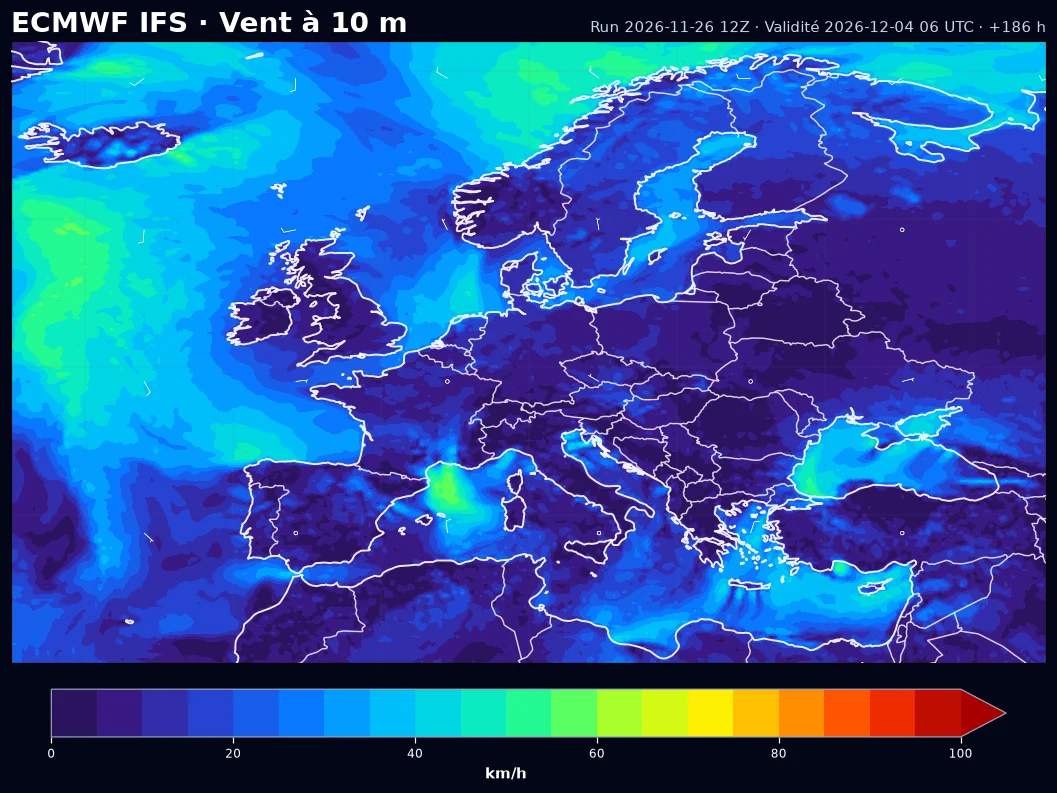 ECMWF IFS · Vent à 10 m
Run 2026-11-26 12Z · Validité 2026-12-04 06 UTC · +186 h
0 20 40 60 80 100
km/h